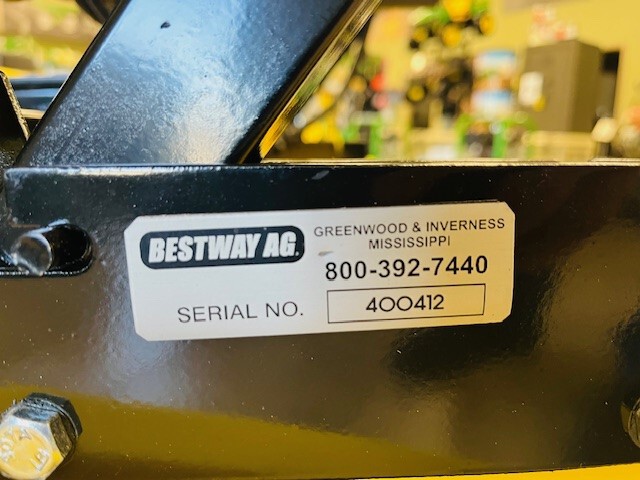 BESTWAY AG.
GREENWOOD & INVERNESS
MISSISSIPPI
800-392-7440
SERIAL NO. 400412